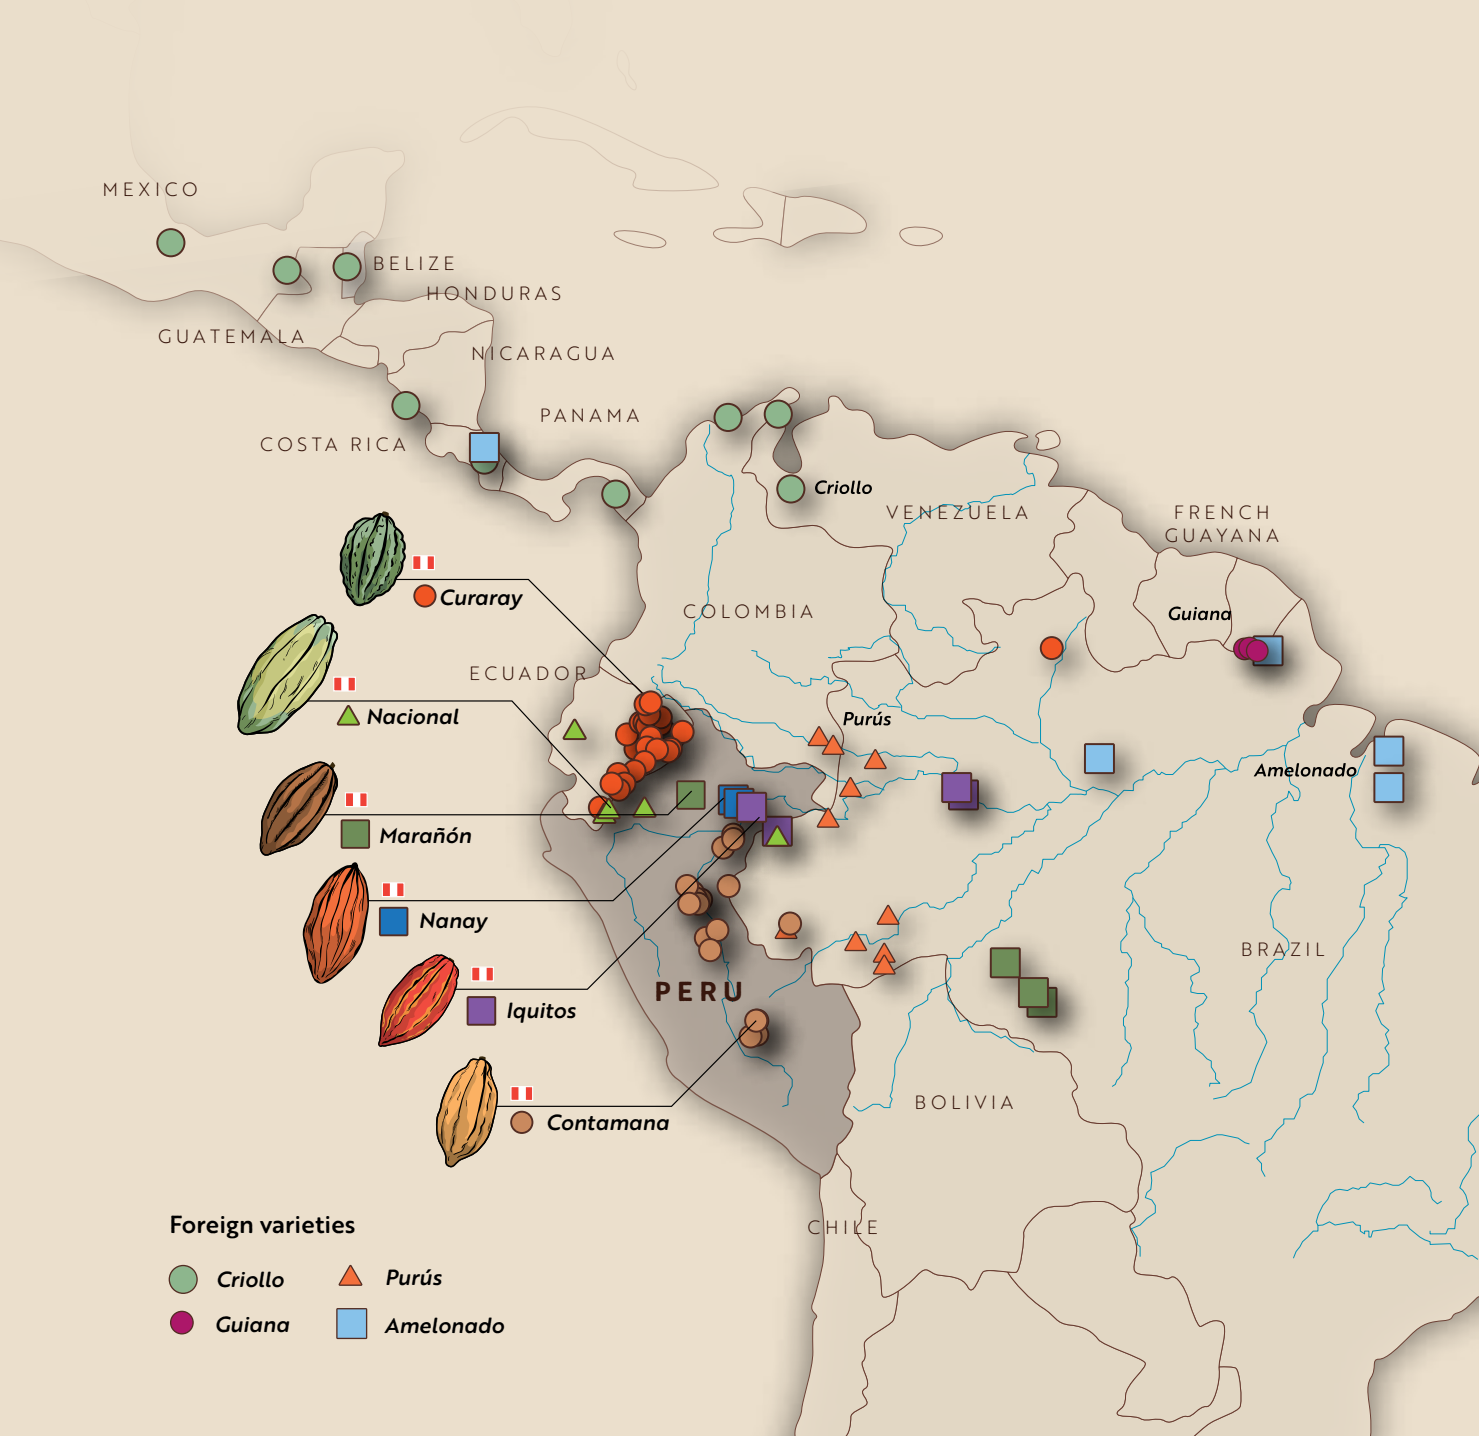 MEXICO
BELIZE
HONDURAS
GUATEMALA
NICARAGUA
PANAMA
COSTA RICA
Criollo
VENEZUELA
FRENCH
GUAYANA
Curaray
COLOMBIA
Guiana
ECUADOR
Nacional
Purús
Amelonado
Marañón
Nanay
BRAZIL
PERU
Iquitos
BOLIVIA
Contamana
CHILE
Foreign varieties
Criollo
Purús
Guiana
Amelonado